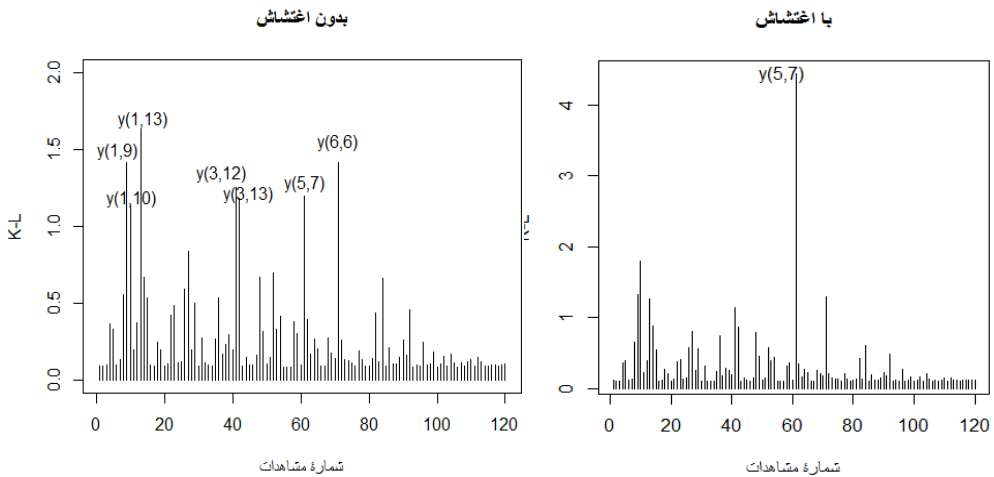 بدون اغتشاش
K-L
2.0
1.5
1.0
0.5
0.0
y(1,13)
y(1,9)
y(6,6)
y(3,12)
y(5,7)
y(1,10)
y(3,13)
0 20 40 60 80 100 120
شمارهٔ مشاهدات
با اغتشاش
4
3
2
1
0
y(5,7)
0 20 40 60 80 100 120
شمارهٔ مشاهدات